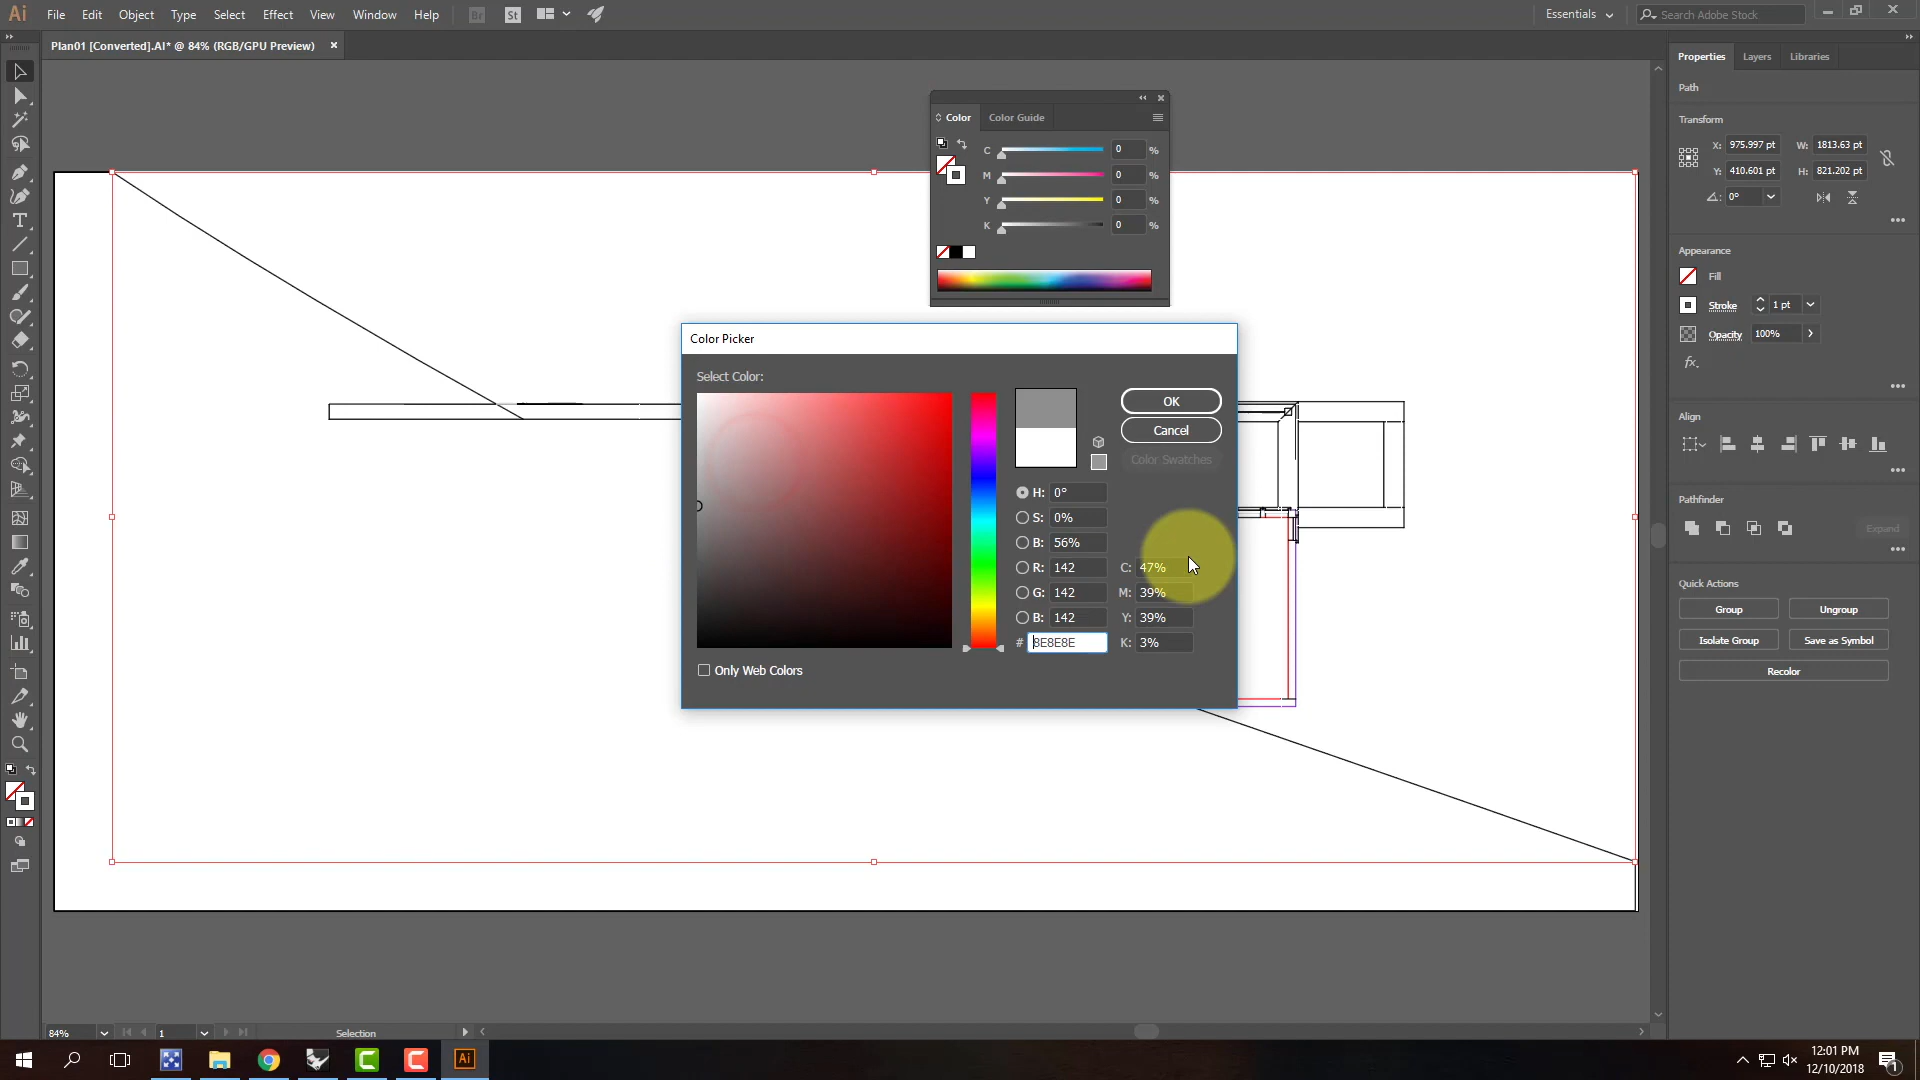 Ai File Edit Object Type Select Effect View Window Help Br St Essentials Search Adobe Stock
Plan01 [Converted].AI* @ 84% (RGB/GPU Preview) ×
Color Color Guide
C 0 %
M 0 %
Y 0 %
K 0 %
Color Picker
Select Color:
OK
Cancel
Color Swatches
H: 0°
S: 0%
B: 56%
R: 142 C: 47%
G: 142 M: 39%
B: 142 Y: 39%
# 8E8E8E K: 3%
Only Web Colors
Properties Layers Libraries
Path
Transform
X: 975.997 pt W: 1813.63 pt
Y: 410.601 pt H: 821.202 pt
0°
Appearance
Fill
Stroke 1 pt
Opacity 100%
fx.
Align
Pathfinder
Expand
Quick Actions
Group Ungroup
Isolate Group Save as Symbol
Recolor
84% 1 Selection
Ai
12:01 PM
12/10/2018
1